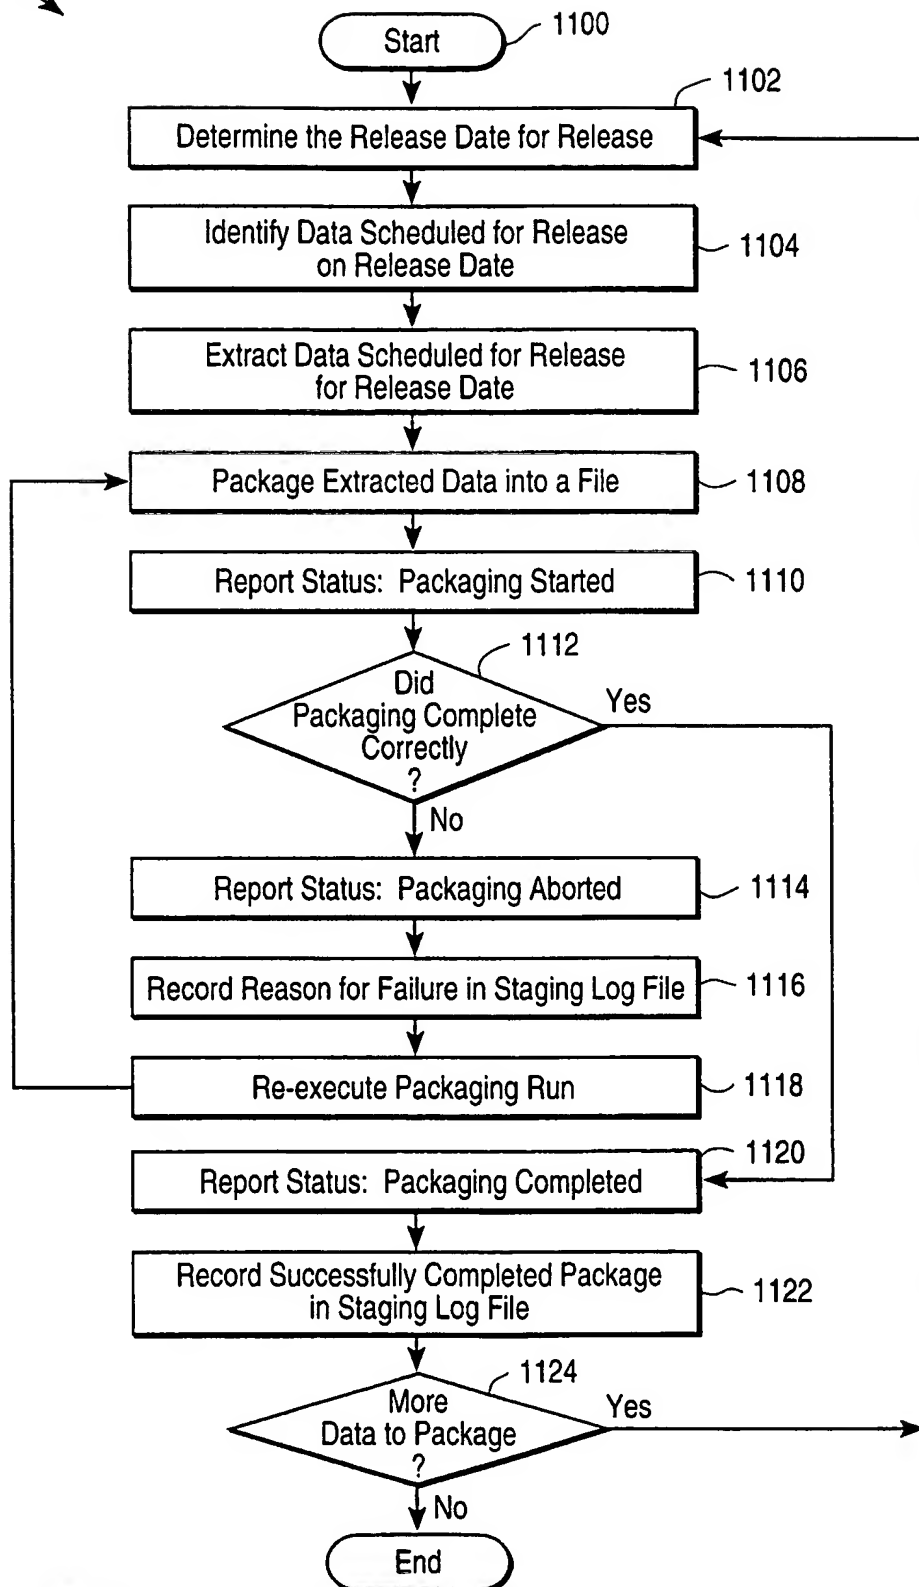 Start
1100
1102
Determine the Release Date for Release
Identify Data Scheduled for Release
on Release Date
1104
Extract Data Scheduled for Release
for Release Date
1106
Package Extracted Data into a File
1108
Report Status: Packaging Started
1110
1112
Did
Packaging Complete
Correctly
?
Yes
No
Report Status: Packaging Aborted
1114
Record Reason for Failure in Staging Log File
1116
Re-execute Packaging Run
1118
1120
Report Status: Packaging Completed
Record Successfully Completed Package
in Staging Log File
1122
1124
More
Data to Package
?
Yes
No
End